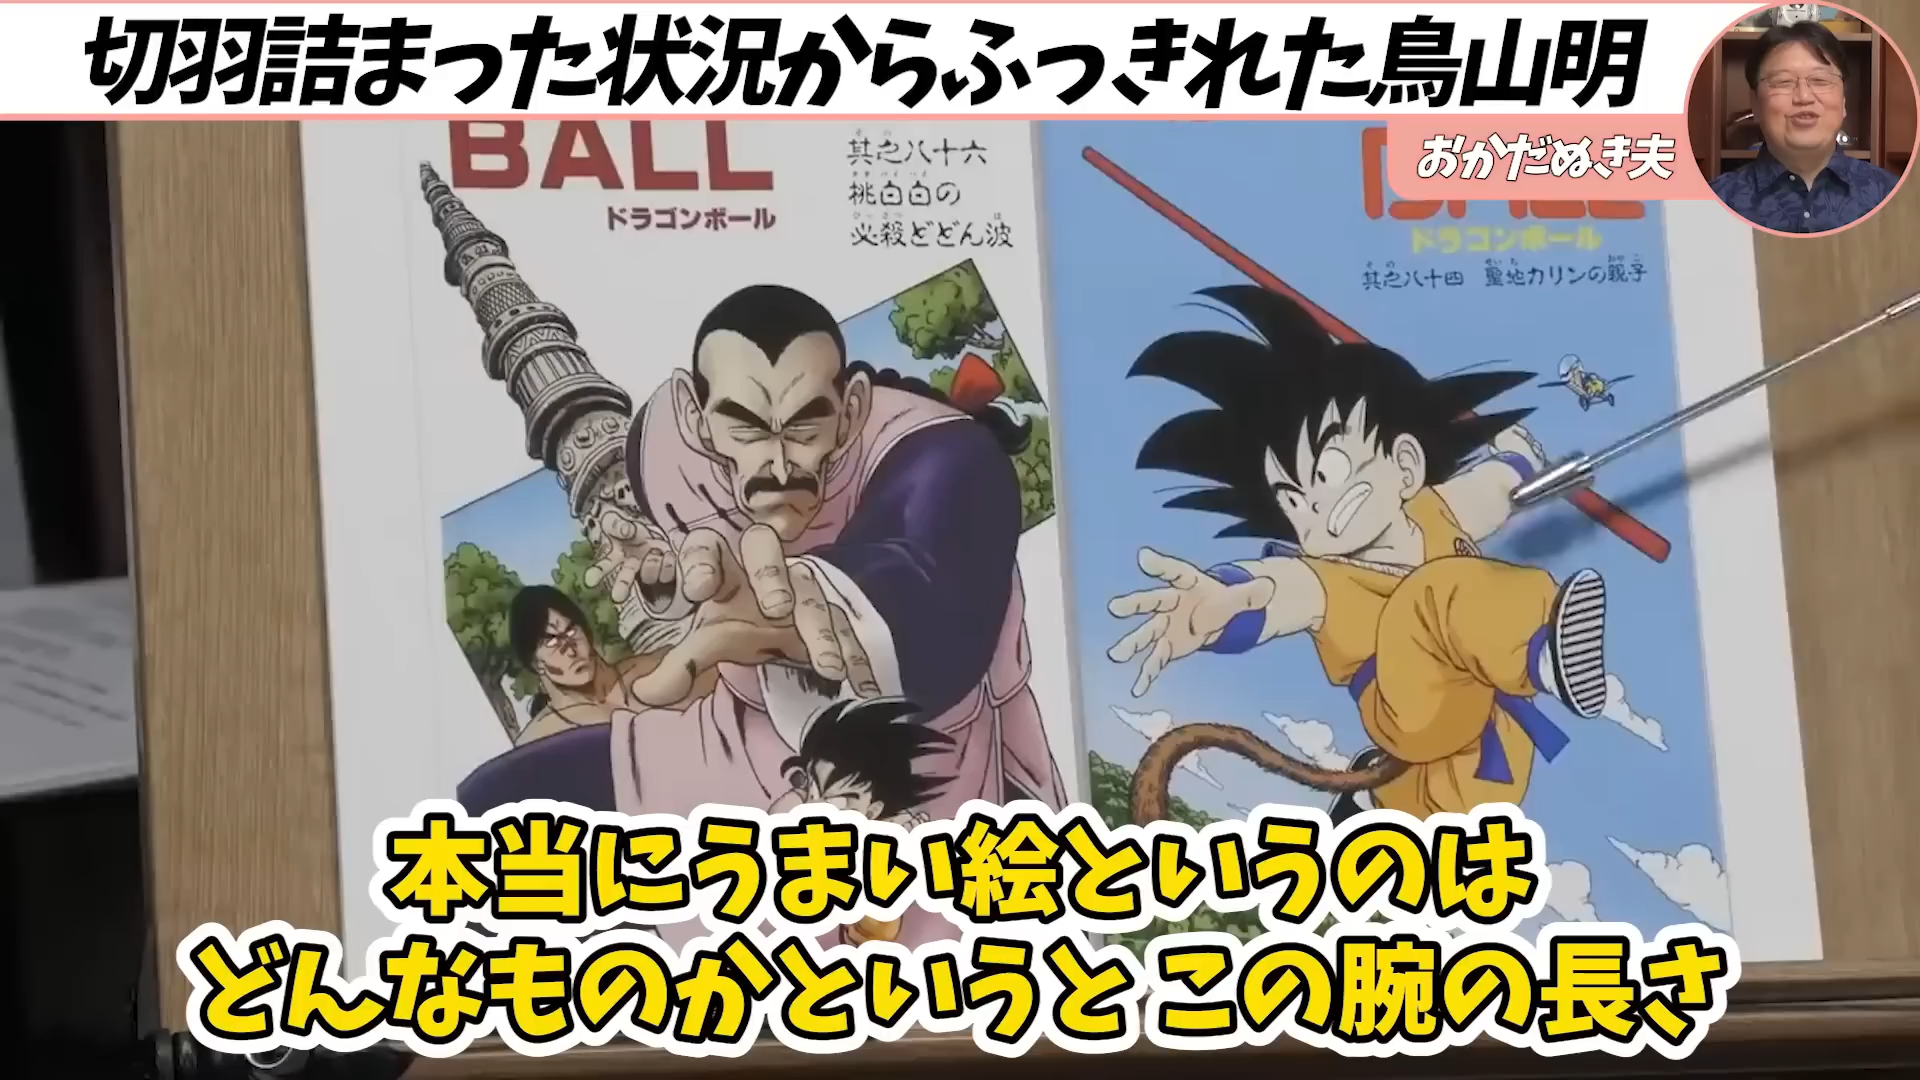 切羽詰まった状況からふっきれた鳥山明
おかだぬき夫
BALL
ドラゴンボール
其之八十六
桃白白の
必殺どどん波
ドラゴンボール
其之八十四 聖地カリンの親子
本当にうまい絵というのは
どんなものかというと この腕の長さ